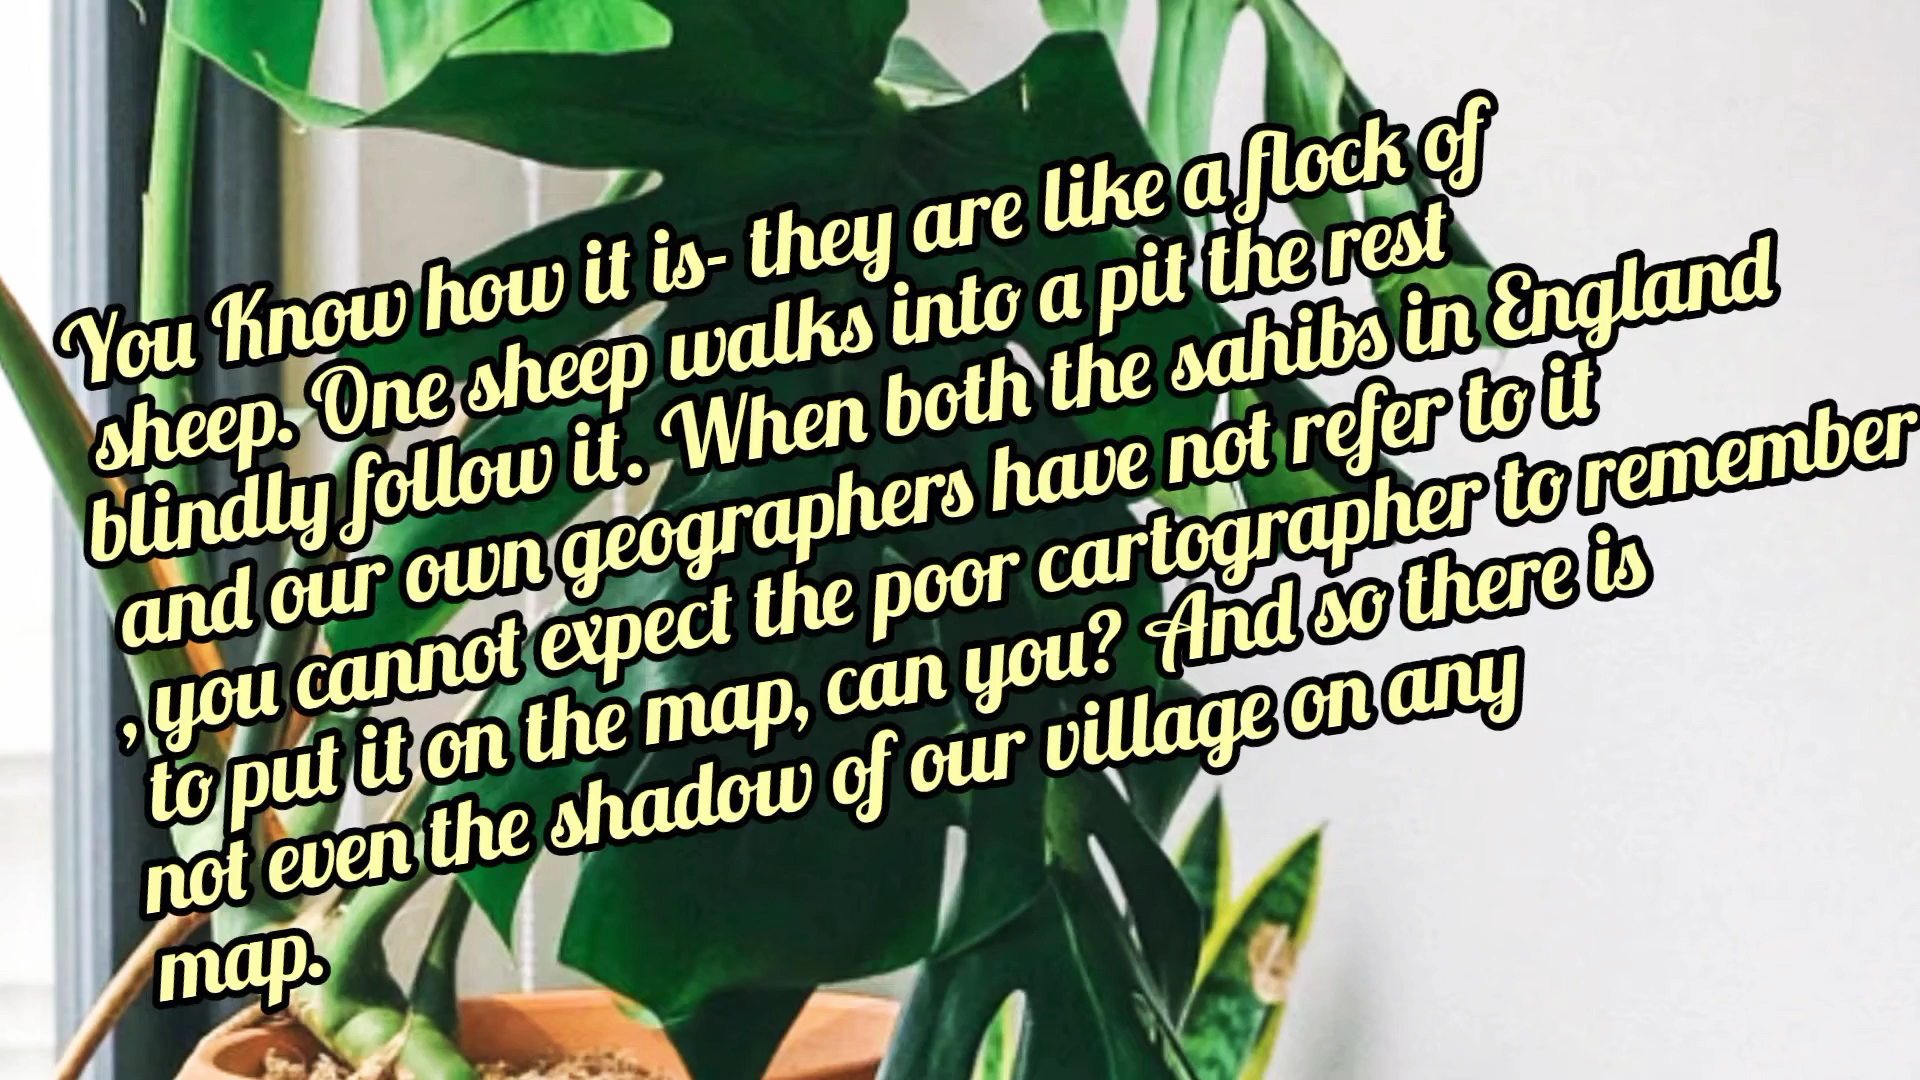 You Know how it is- they are like a flock of
sheep. One sheep walks into a pit the rest
blindly follow it. When both the sahibs in England
and our own geographers have not refer to it
, you cannot expect the poor cartographer to remember
to put it on the map, can you? And so there is
not even the shadow of our village on any
map.